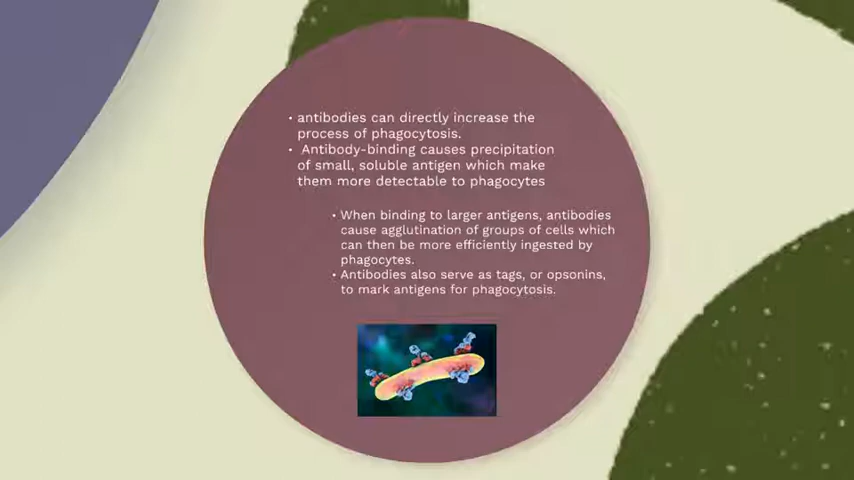 • antibodies can directly increase the
process of phagocytosis.
• Antibody-binding causes precipitation
of small, soluble antigen which make
them more detectable to phagocytes
• When binding to larger antigens, antibodies
cause agglutination of groups of cells which
can then be more efficiently ingested by
phagocytes.
• Antibodies also serve as tags, or opsonins,
to mark antigens for phagocytosis.